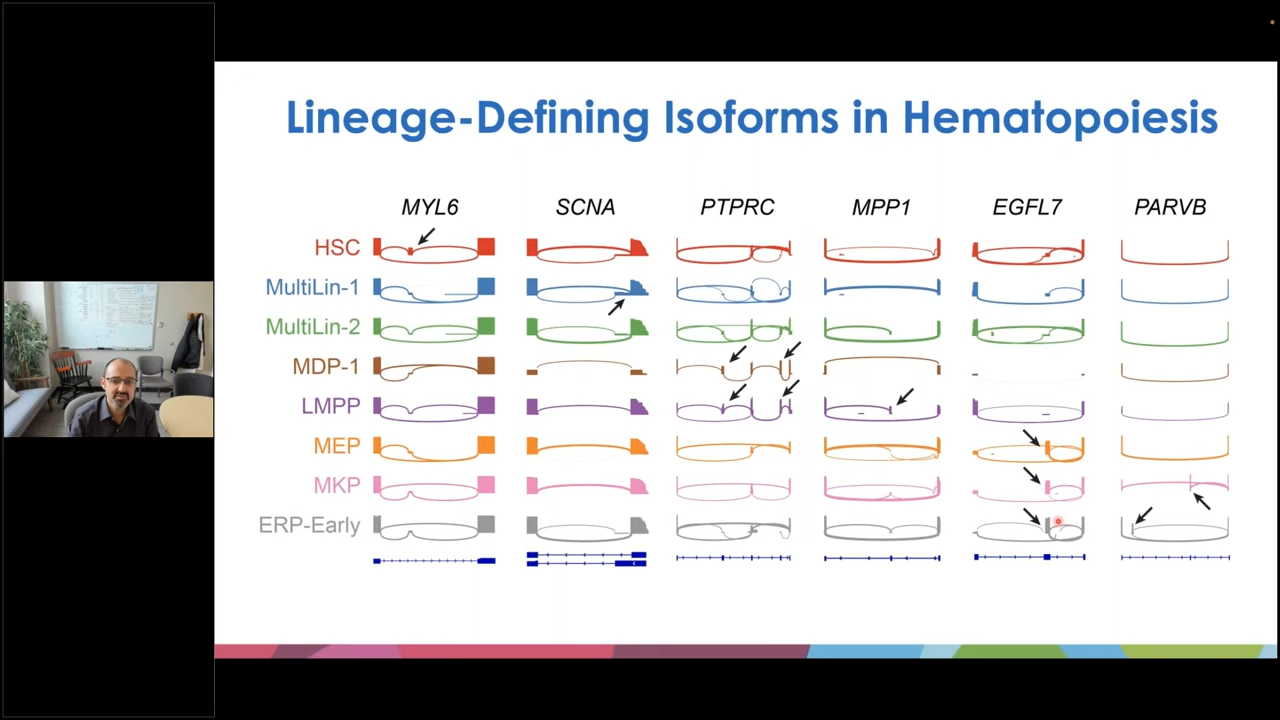 Lineage-Defining Isoforms in Hematopoiesis
MYL6 SCNA PTPRC MPP1 EGFL7 PARVB
HSC
MultiLin-1
MultiLin-2
MDP-1
LMPP
MEP
MKP
ERP-Early